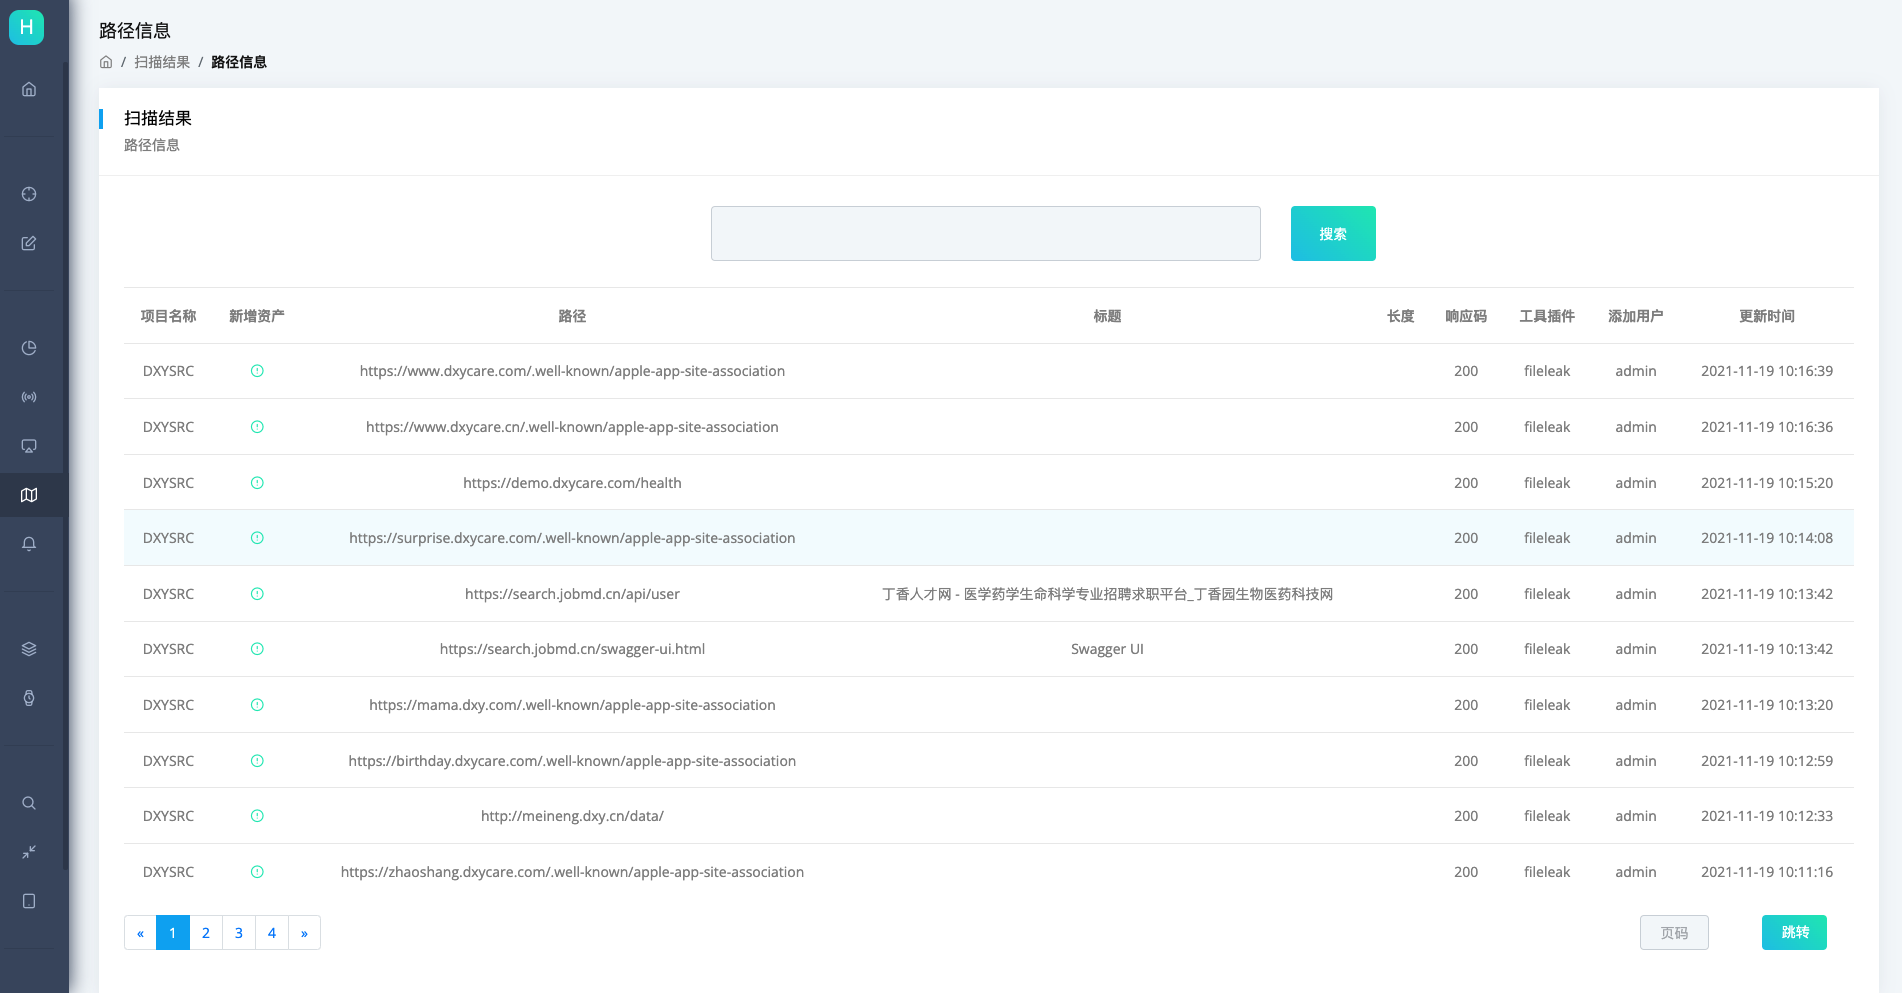 H
路径信息
/ 扫描结果 / 路径信息
扫描结果
路径信息
搜索
项目名称 新增资产 路径 标题 长度 响应码 工具插件 添加用户 更新时间
DXYSRC https://www.dxycare.com/.well-known/apple-app-site-association 200 fileleak admin 2021-11-19 10:16:39
DXYSRC https://www.dxycare.cn/.well-known/apple-app-site-association 200 fileleak admin 2021-11-19 10:16:36
DXYSRC https://demo.dxycare.com/health 200 fileleak admin 2021-11-19 10:15:20
DXYSRC https://surprise.dxycare.com/.well-known/apple-app-site-association 200 fileleak admin 2021-11-19 10:14:08
DXYSRC https://search.jobmd.cn/api/user 丁香人才网 - 医学药学生命科学专业招聘求职平台_丁香园生物医药科技网 200 fileleak admin 2021-11-19 10:13:42
DXYSRC https://search.jobmd.cn/swagger-ui.html Swagger UI 200 fileleak admin 2021-11-19 10:13:42
DXYSRC https://mama.dxy.com/.well-known/apple-app-site-association 200 fileleak admin 2021-11-19 10:13:20
DXYSRC https://birthday.dxycare.com/.well-known/apple-app-site-association 200 fileleak admin 2021-11-19 10:12:59
DXYSRC http://meineng.dxy.cn/data/ 200 fileleak admin 2021-11-19 10:12:33
DXYSRC https://zhaoshang.dxycare.com/.well-known/apple-app-site-association 200 fileleak admin 2021-11-19 10:11:16
« 1 2 3 4 » 页码 跳转